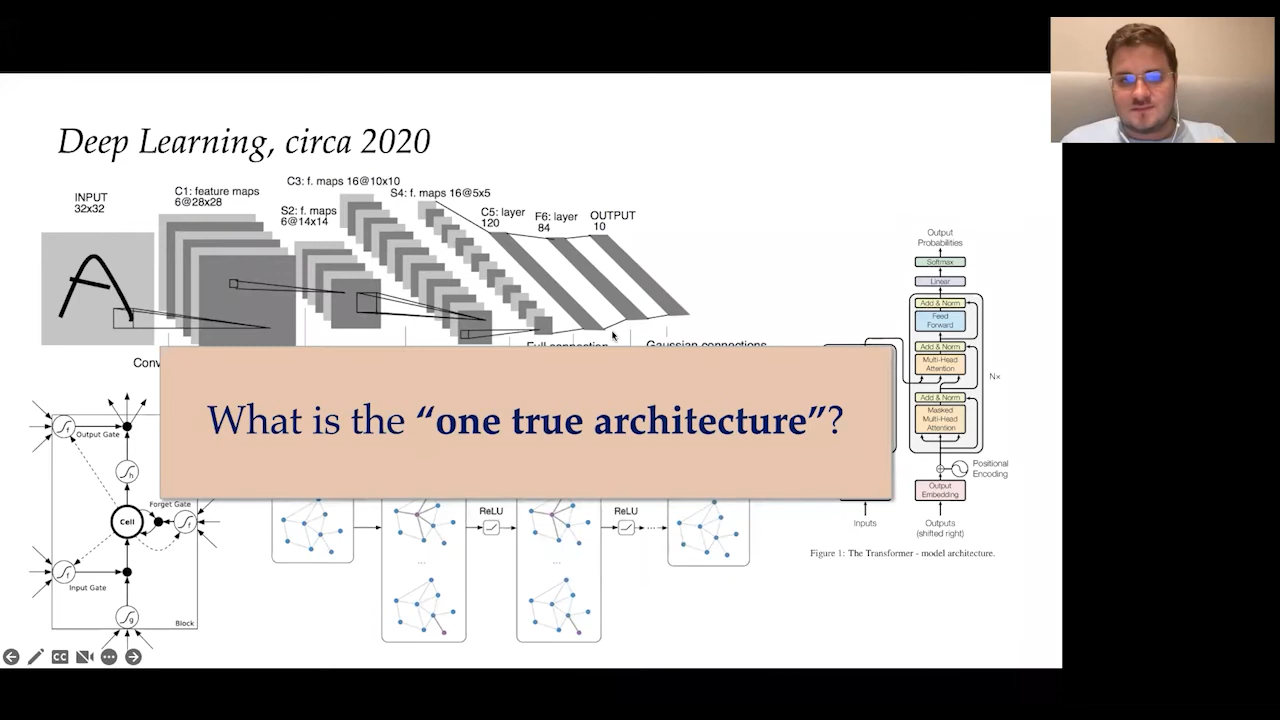 Deep Learning, circa 2020
INPUT
32x32
C1: feature maps
6@28x28
C3: f. maps 16@10x10
S2: f. maps
6@14x14
S4: f. maps 16@5x5
C5: layer
120
F6: layer
84
OUTPUT
10
Full connection
Gaussian connections
Conv
What is the “one true architecture”?
Output Gate
h
Forget Gate
f
Cell
f
f
Input Gate
g
Block
ReLU
...
ReLU
...
...
Output
Probabilities
Softmax
Linear
Add & Norm
Feed
Forward
Add & Norm
Multi-Head
Attention
N×
Add & Norm
Masked
Multi-Head
Attention
Positional
Encoding
Output
Embedding
Inputs
Outputs
(shifted right)
Figure 1: The Transformer - model architecture.
CC